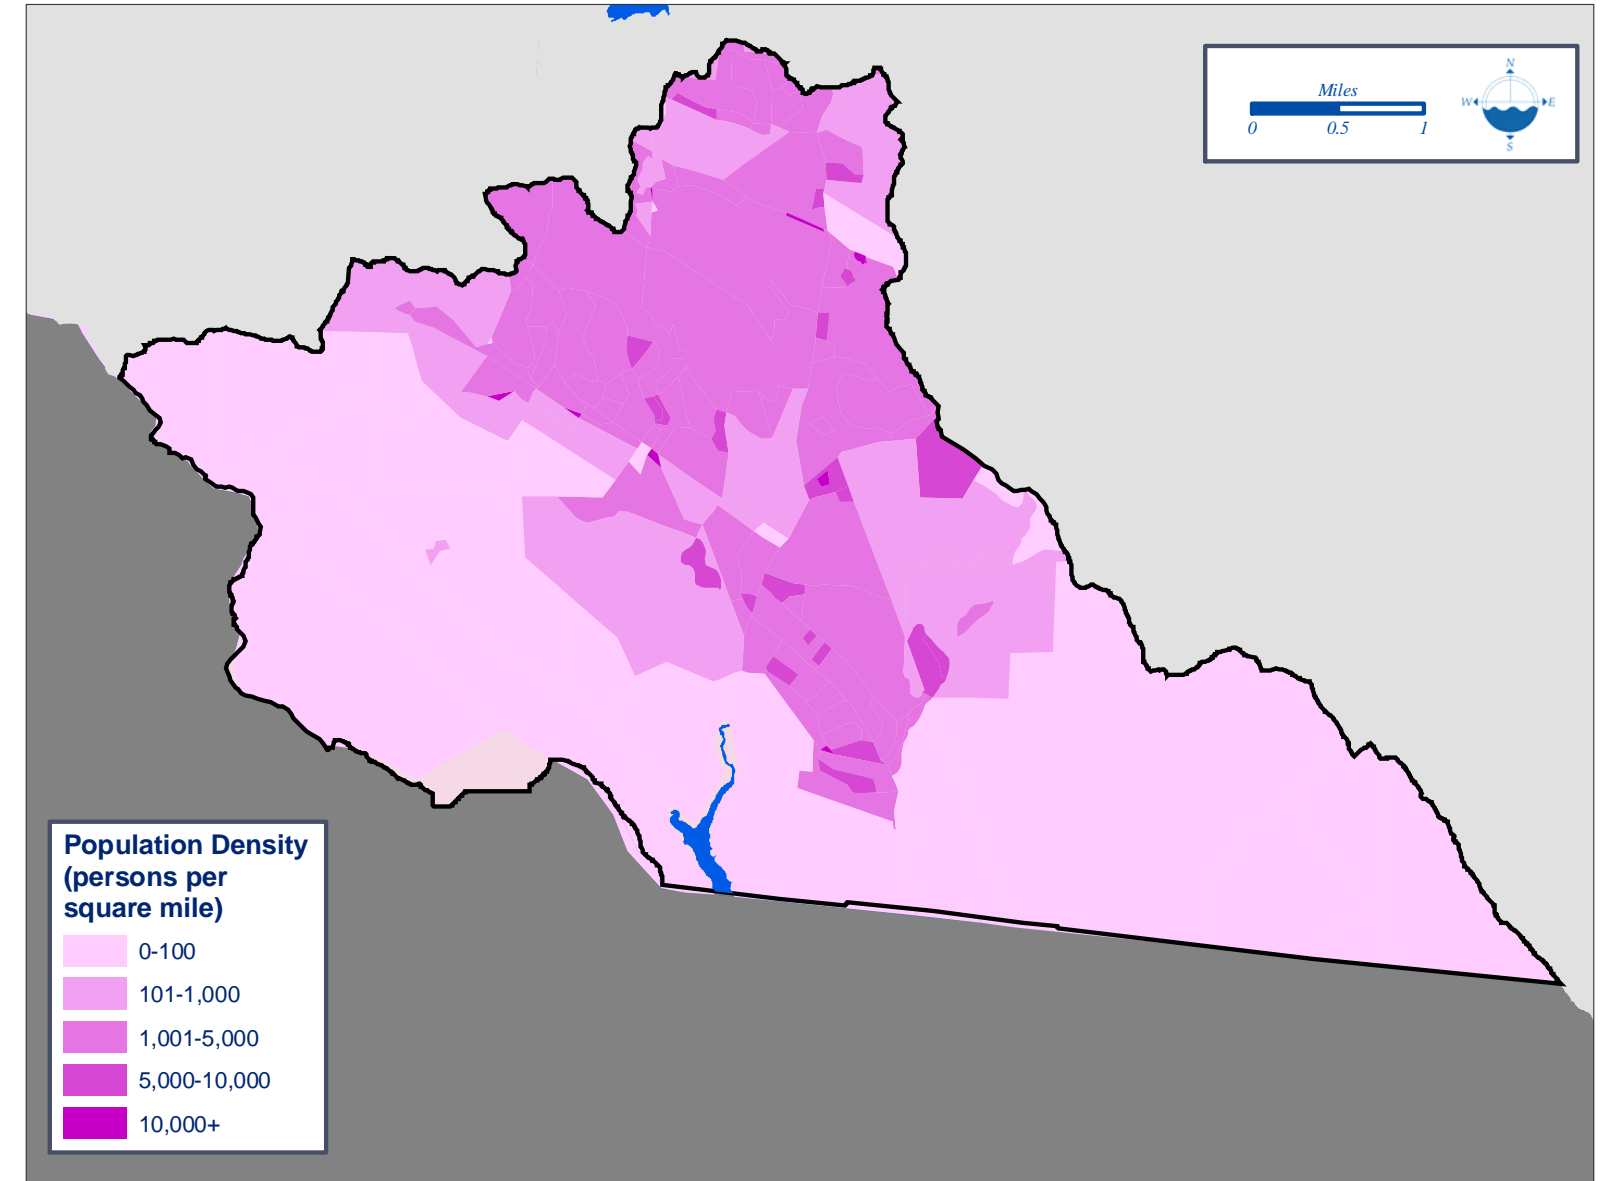 N
Miles
W
E
0
0.5
1
S
Population Density
(persons per
square mile)
0-100
101-1,000
1,001-5,000
5,000-10,000
10,000+